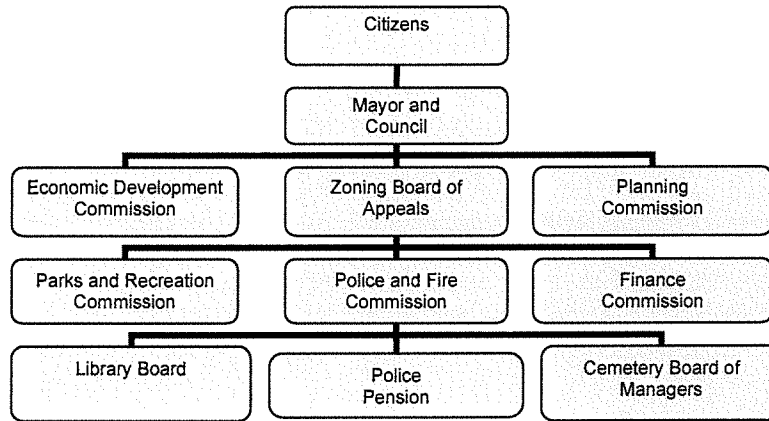 Citizens
Mayor and
Council
Economic Development
Commission
Zoning Board of
Appeals
Planning
Commission
Parks and Recreation
Commission
Police and Fire
Commission
Finance
Commission
Library Board
Police
Pension
Cemetery Board of
Managers